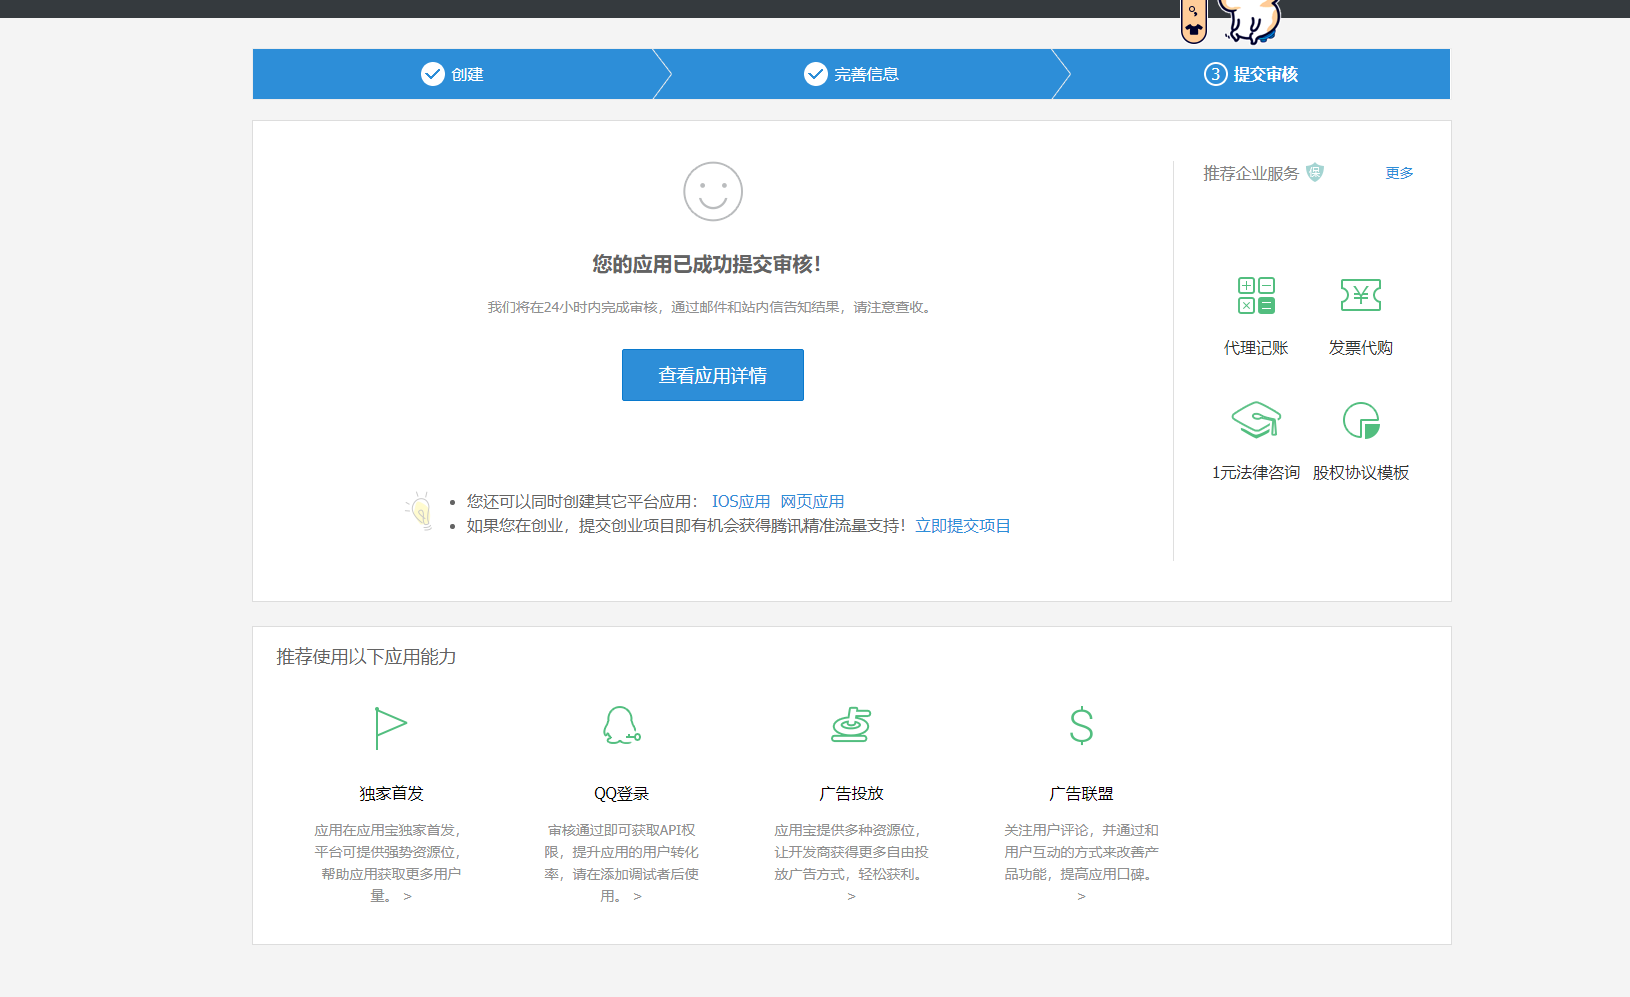 创建
完善信息
3 提交审核
您的应用已成功提交审核！
我们将在24小时内完成审核，通过邮件和站内信告知结果，请注意查收。
查看应用详情
您还可以同时创建其它平台应用： IOS应用 网页应用
如果您在创业，提交创业项目即有机会获得腾讯精准流量支持！立即提交项目
推荐企业服务 保 更多
代理记账
发票代购
1元法律咨询
股权协议模板
推荐使用以下应用能力
独家首发
应用在应用宝独家首发，
平台可提供强势资源位，
帮助应用获取更多用户
量。 >
QQ登录
审核通过即可获取API权
限，提升应用的用户转化
率，请在添加调试者后使
用。 >
广告投放
应用宝提供多种资源位，
让开发商获得更多自由投
放广告方式，轻松获利。
>
广告联盟
关注用户评论，并通过和
用户互动的方式来改善产
品功能，提高应用口碑。
>